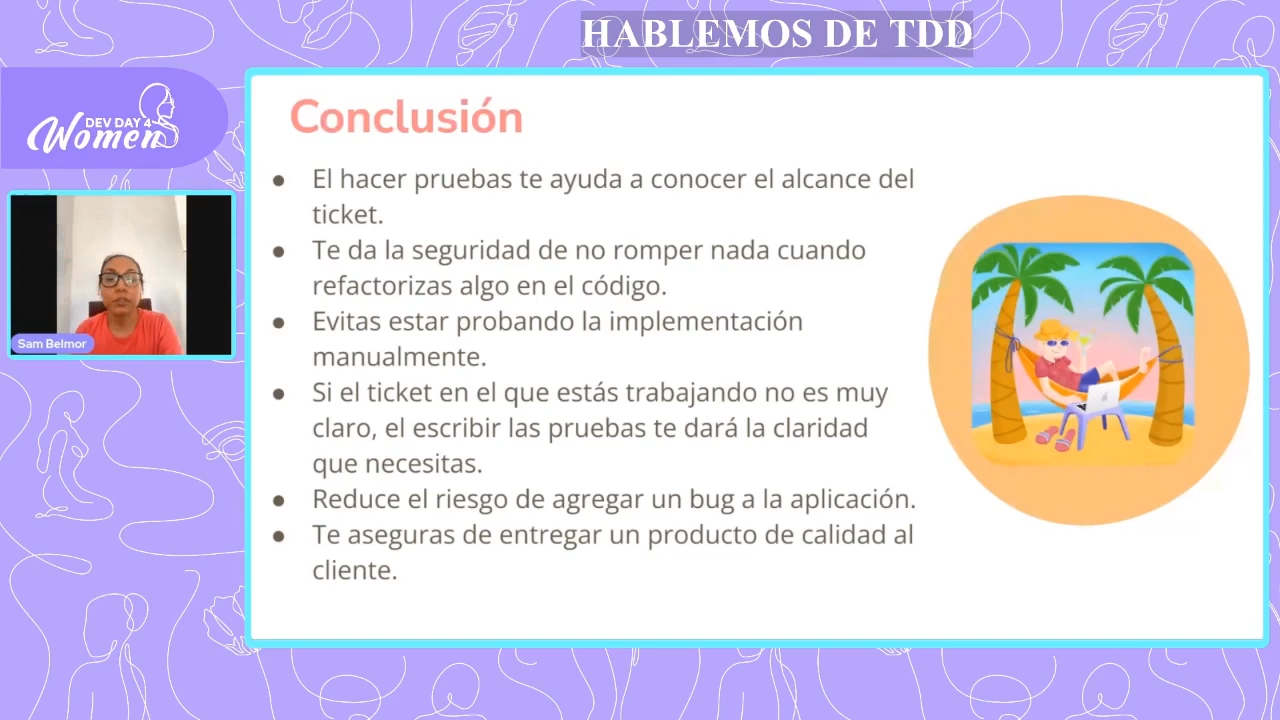 HABLEMOS DE TDD
DEV DAY 4
Women
Sam Belmor
Conclusión
● El hacer pruebas te ayuda a conocer el alcance del
ticket.
● Te da la seguridad de no romper nada cuando
refactorizas algo en el código.
● Evitas estar probando la implementación
manualmente.
● Si el ticket en el que estás trabajando no es muy
claro, el escribir las pruebas te dará la claridad
que necesitas.
● Reduce el riesgo de agregar un bug a la aplicación.
● Te aseguras de entregar un producto de calidad al
cliente.